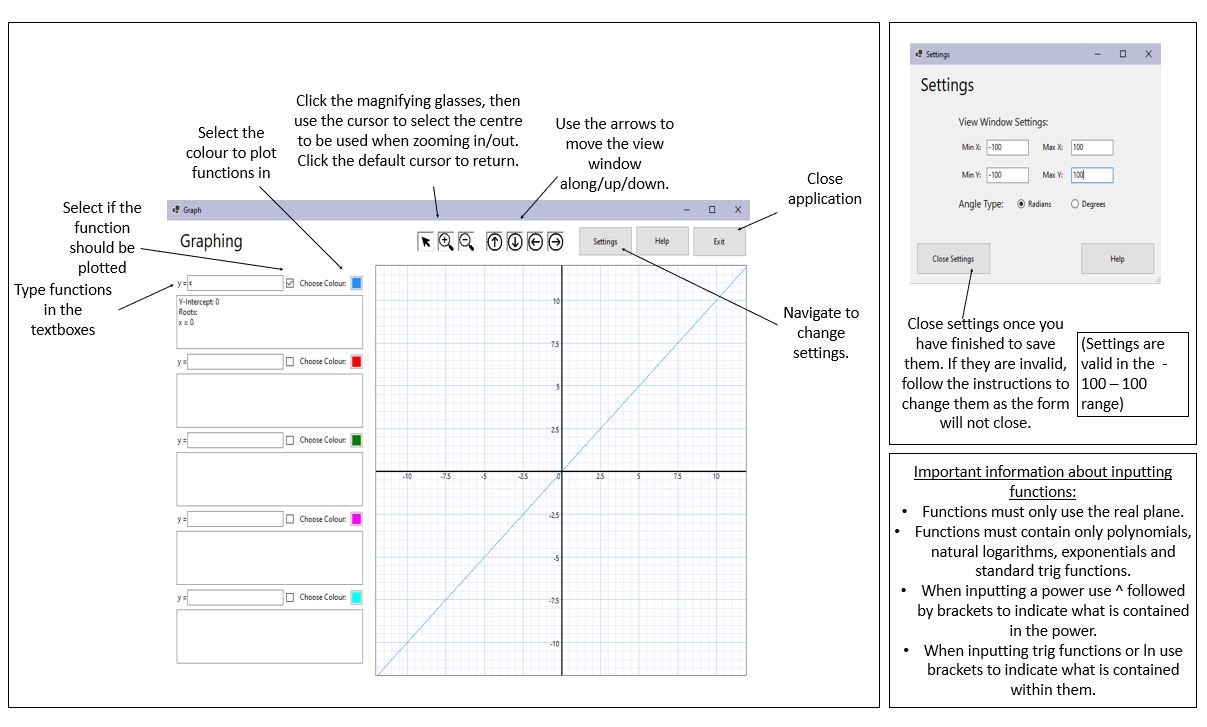 Click the magnifying glasses, then
use the cursor to select the centre
to be used when zooming in/out.
Click the default cursor to return.
Select the
colour to plot
functions in
Use the arrows to
move the view
window
along/up/down.
Close
application
Select if the
function
should be
plotted
Type functions
in the
textboxes
Navigate to
change
settings.
Graph
Graphing
Settings
Help
Exit
y = x
Choose Colour:
Y-Intercept: 0
Roots:
x = 0
y =
Choose Colour:
y =
Choose Colour:
y =
Choose Colour:
y =
Choose Colour:
10
7.5
5
2.5
-10
-7.5
-5
-2.5
0
2.5
5
7.5
10
-2.5
-5
-7.5
-10
Settings
Settings
View Window Settings:
Min X: -100 Max X: 100
Min Y: -100 Max Y: 100
Angle Type: Radians Degrees
Close Settings
Help
Close settings once you
have finished to save
them. If they are invalid,
follow the instructions to
change them as the form
will not close.
(Settings are
valid in the -
100 – 100
range)
Important information about inputting
functions:
• Functions must only use the real plane.
• Functions must contain only polynomials,
natural logarithms, exponentials and
standard trig functions.
• When inputting a power use ^ followed
by brackets to indicate what is contained
in the power.
• When inputting trig functions or ln use
brackets to indicate what is contained
within them.